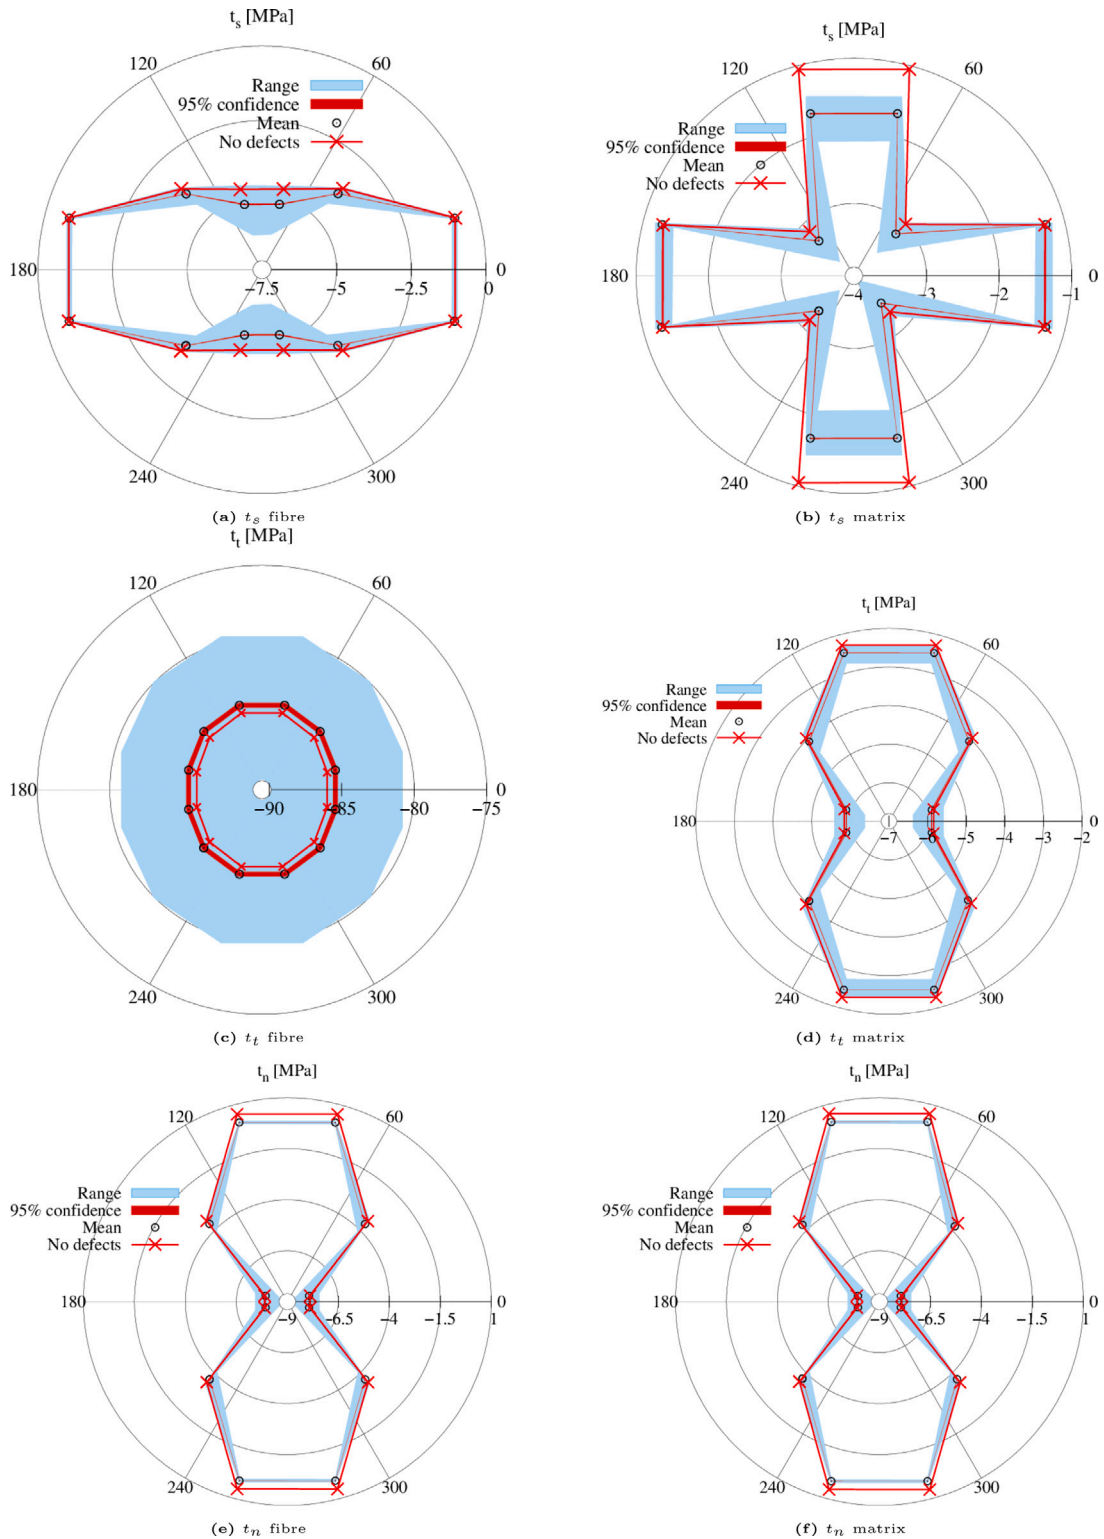 t_s [MPa]
120
60
Range
95% confidence
Mean
No defects
180
−7.5
−5
−2.5
0
0
240
300
(a) t_s fibre
t_s [MPa]
120
60
Range
95% confidence
Mean
No defects
180
−4
−3
−2
−1
0
240
300
(b) t_s matrix
t_t [MPa]
120
60
180
−90
−85
−80
−75
0
240
300
(c) t_t fibre
t_t [MPa]
120
60
Range
95% confidence
Mean
No defects
180
−7
−6
−5
−4
−3
−2
0
240
300
(d) t_t matrix
t_n [MPa]
120
60
Range
95% confidence
Mean
No defects
180
−9
−6.5
−4
−1.5
1
0
240
300
(e) t_n fibre
t_n [MPa]
120
60
Range
95% confidence
Mean
No defects
180
−9
−6.5
−4
−1.5
1
0
240
300
(f) t_n matrix